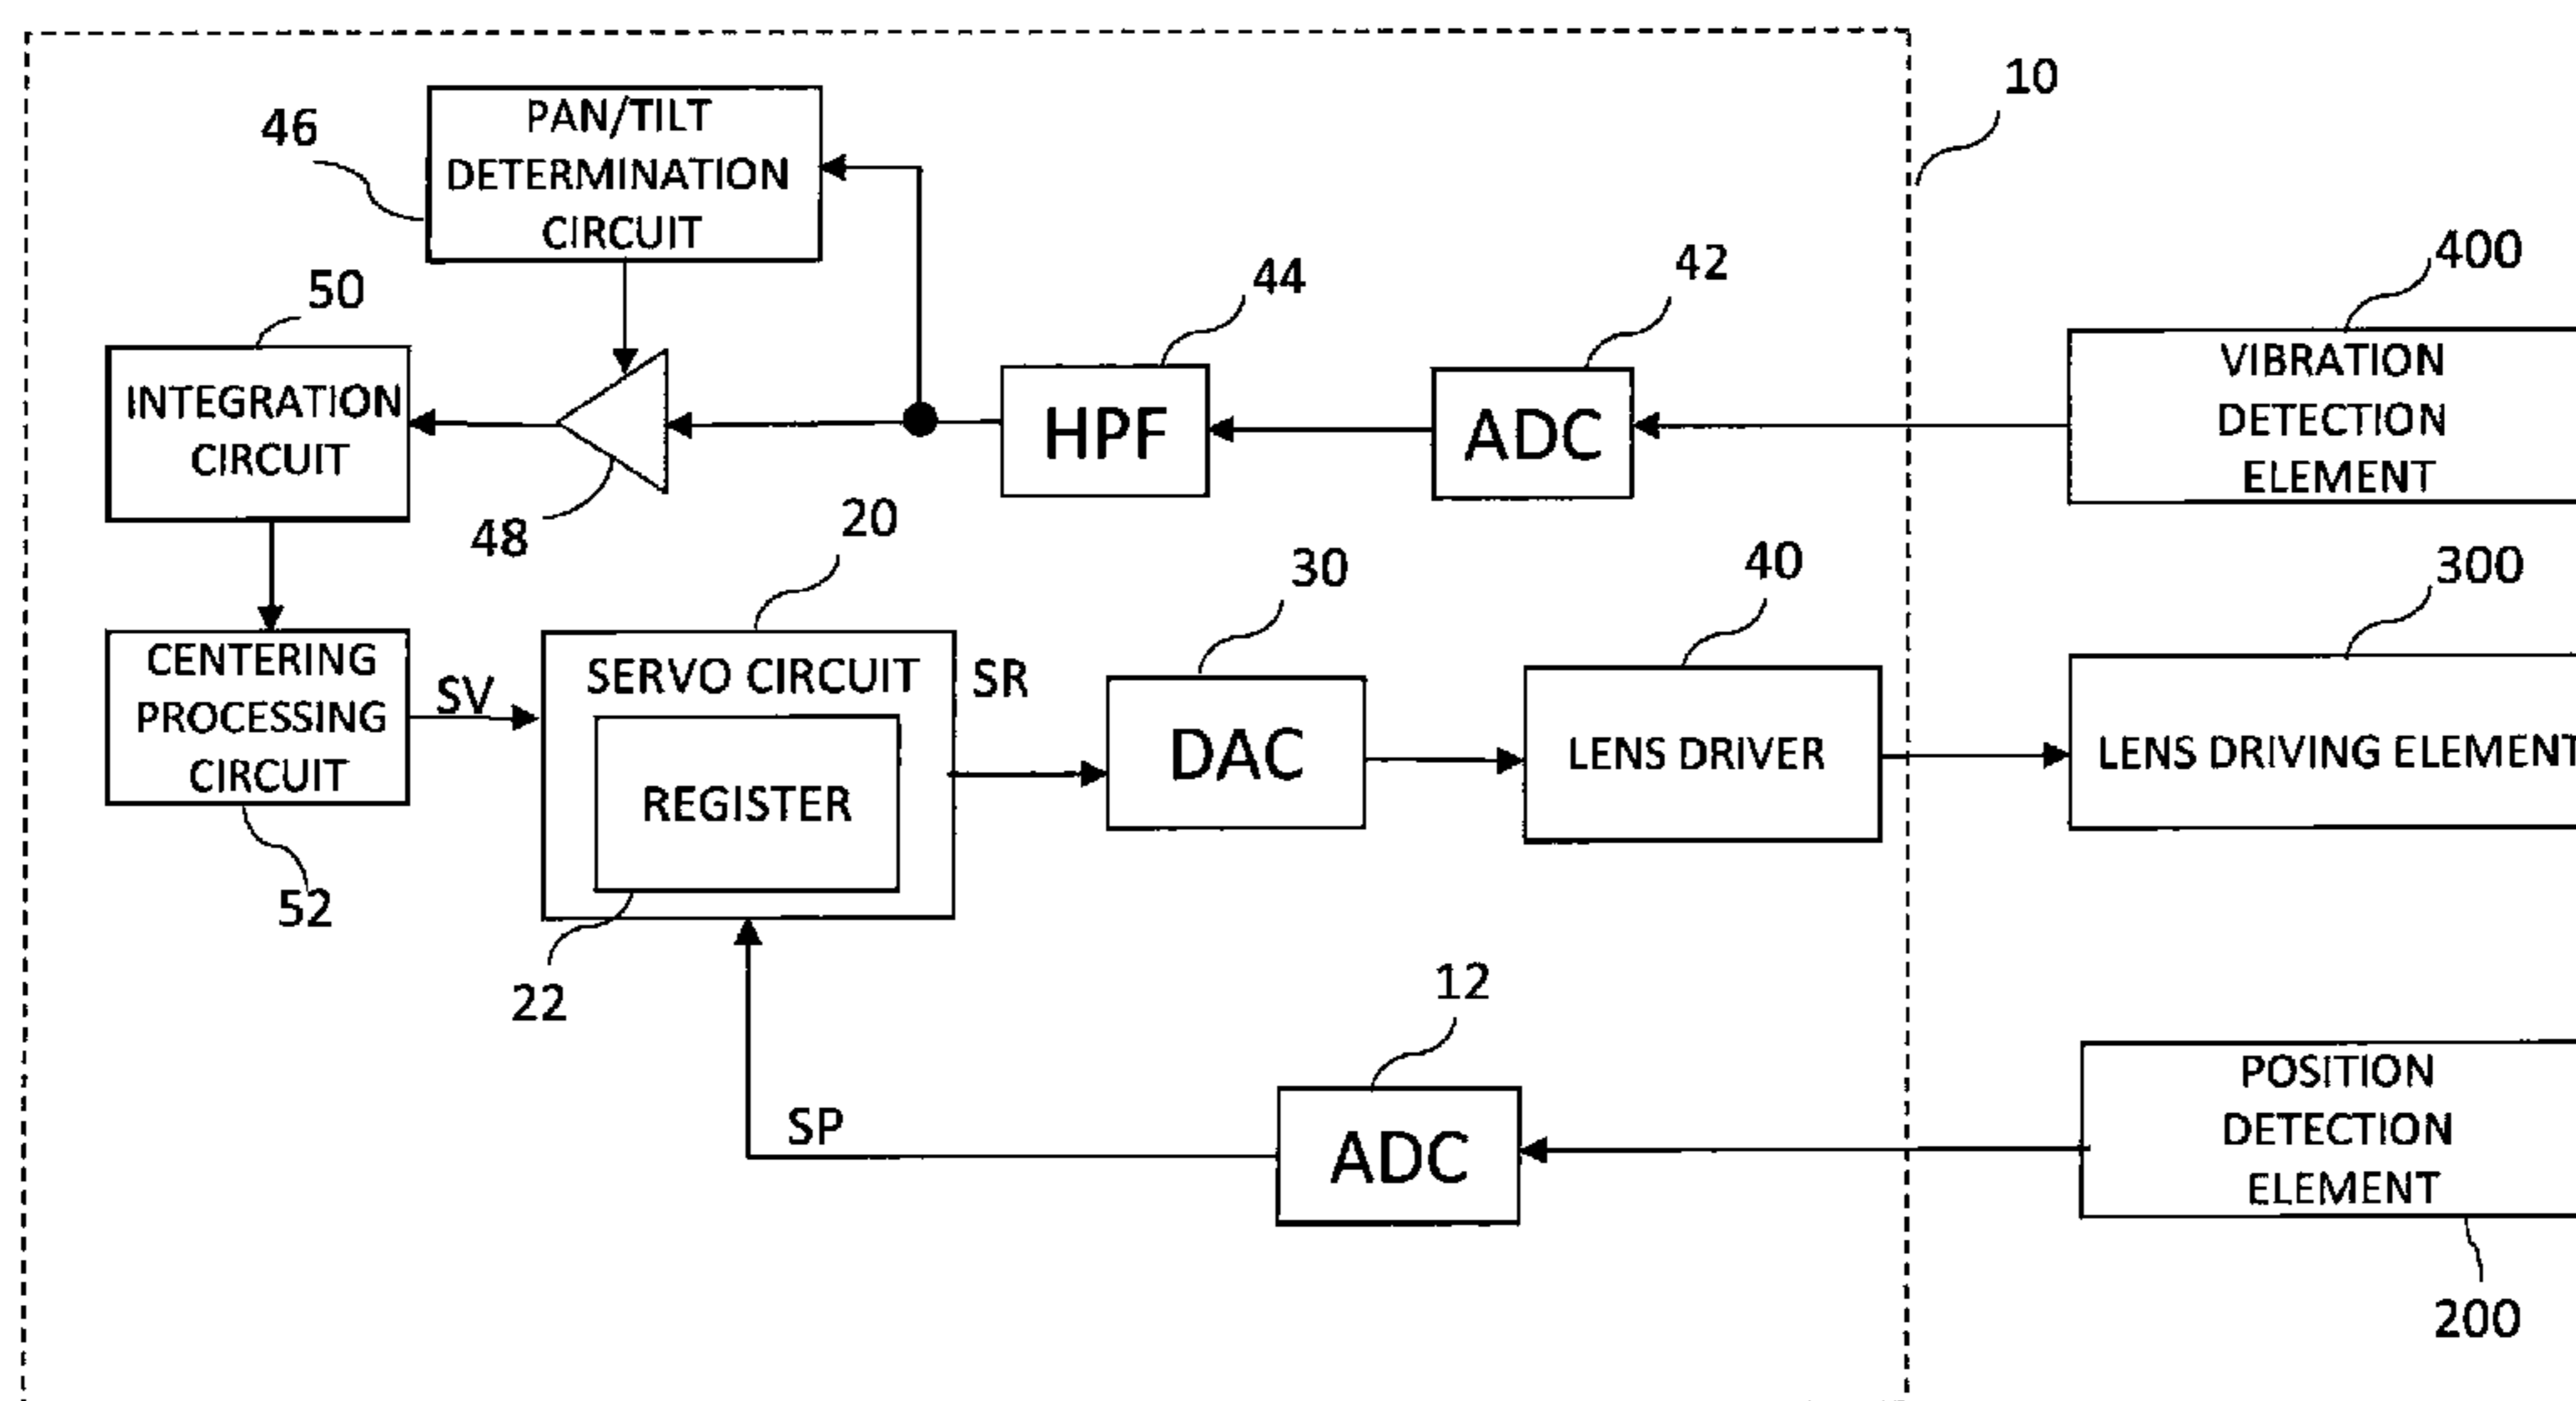 10
PAN/TILT
DETERMINATION
CIRCUIT
46
400
VIBRATION
DETECTION
ELEMENT
42
ADC
44
HPF
48
50
INTEGRATION
CIRCUIT
CENTERING
PROCESSING
CIRCUIT
52
SV
20
SERVO CIRCUIT
REGISTER
22
SR
30
DAC
40
LENS DRIVER
300
LENS DRIVING ELEMENT
SP
12
ADC
POSITION
DETECTION
ELEMENT
200